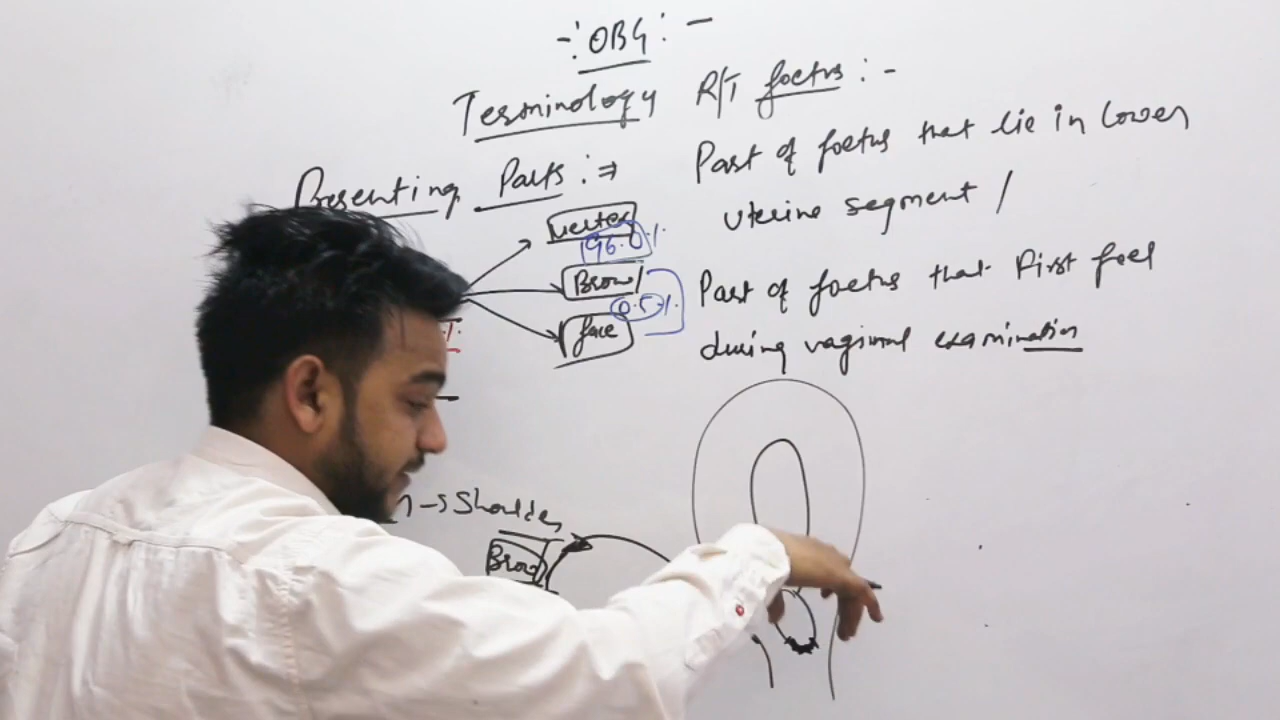 -: OBG : -
Terminology R/T foetus : -
Presenting Parts : ⇒ Part of foetus that lie in lower
uterine segment /
Vertex
96.0%
Brow
0.5%
face
Part of foetus that first feel
during vaginal examination
%
→ Shoulder
Brow